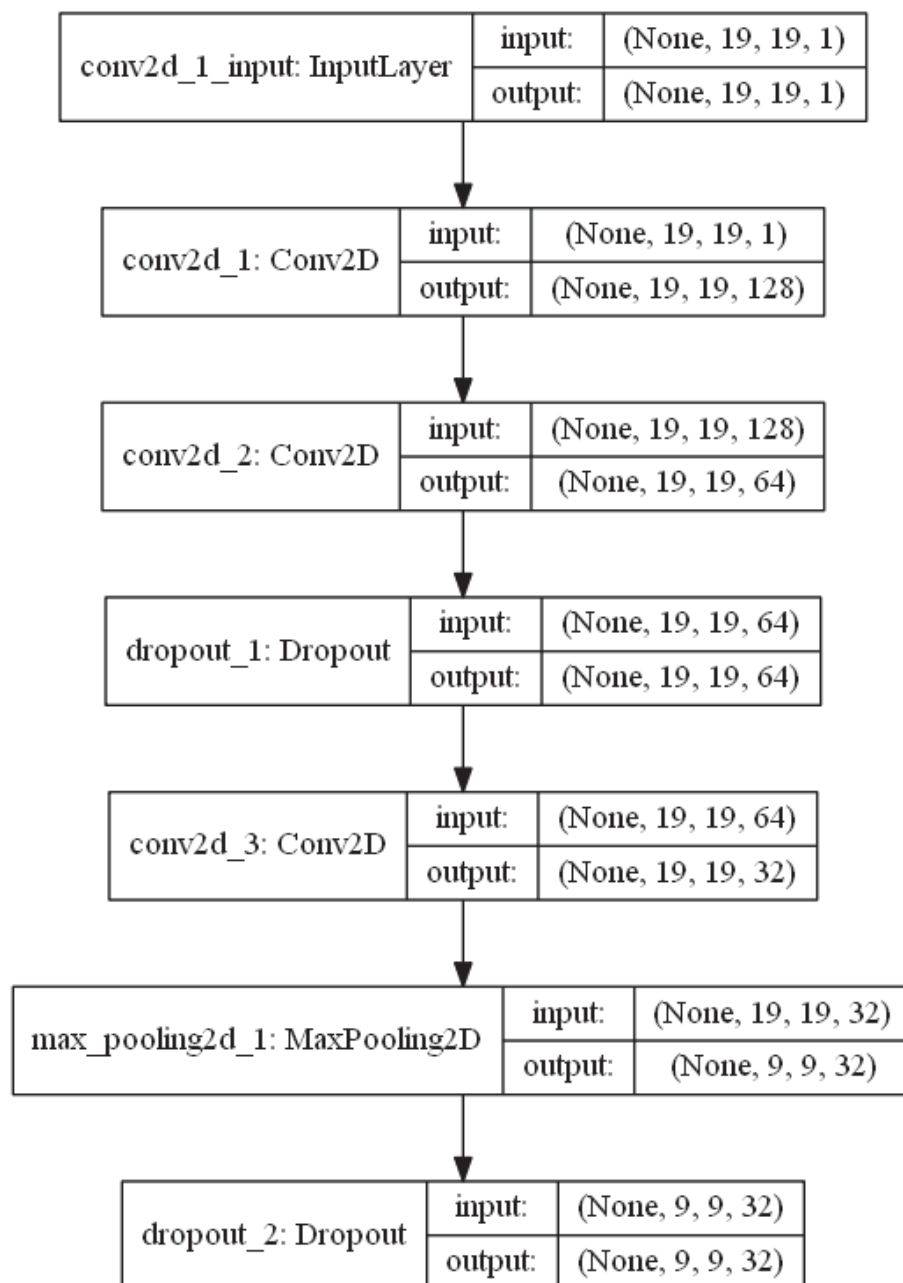 conv2d_1_input: InputLayer
input: (None, 19, 19, 1)
output: (None, 19, 19, 1)
conv2d_1: Conv2D
input: (None, 19, 19, 1)
output: (None, 19, 19, 128)
conv2d_2: Conv2D
input: (None, 19, 19, 128)
output: (None, 19, 19, 64)
dropout_1: Dropout
input: (None, 19, 19, 64)
output: (None, 19, 19, 64)
conv2d_3: Conv2D
input: (None, 19, 19, 64)
output: (None, 19, 19, 32)
max_pooling2d_1: MaxPooling2D
input: (None, 19, 19, 32)
output: (None, 9, 9, 32)
dropout_2: Dropout
input: (None, 9, 9, 32)
output: (None, 9, 9, 32)